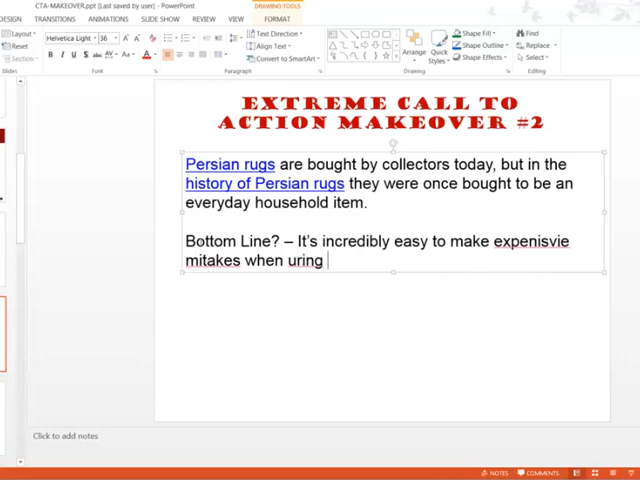 CTA-MAKEOVER.ppt [Last saved by user] - PowerPoint
DRAWING TOOLS
DESIGN TRANSITIONS ANIMATIONS SLIDE SHOW REVIEW VIEW FORMAT
Layout
Reset
Section
Helvetica Light 36
Text Direction
Align Text
Convert to SmartArt
Arrange
Quick
Styles
Shape Fill
Shape Outline
Shape Effects
Find
Replace
Select
Slides Font Paragraph Drawing Editing
EXTREME CALL TO
ACTION MAKEOVER #2
Persian rugs are bought by collectors today, but in the
history of Persian rugs they were once bought to be an
everyday household item.
Bottom Line? – It's incredibly easy to make expenisvie
mitakes when uring
Click to add notes
NOTES COMMENTS